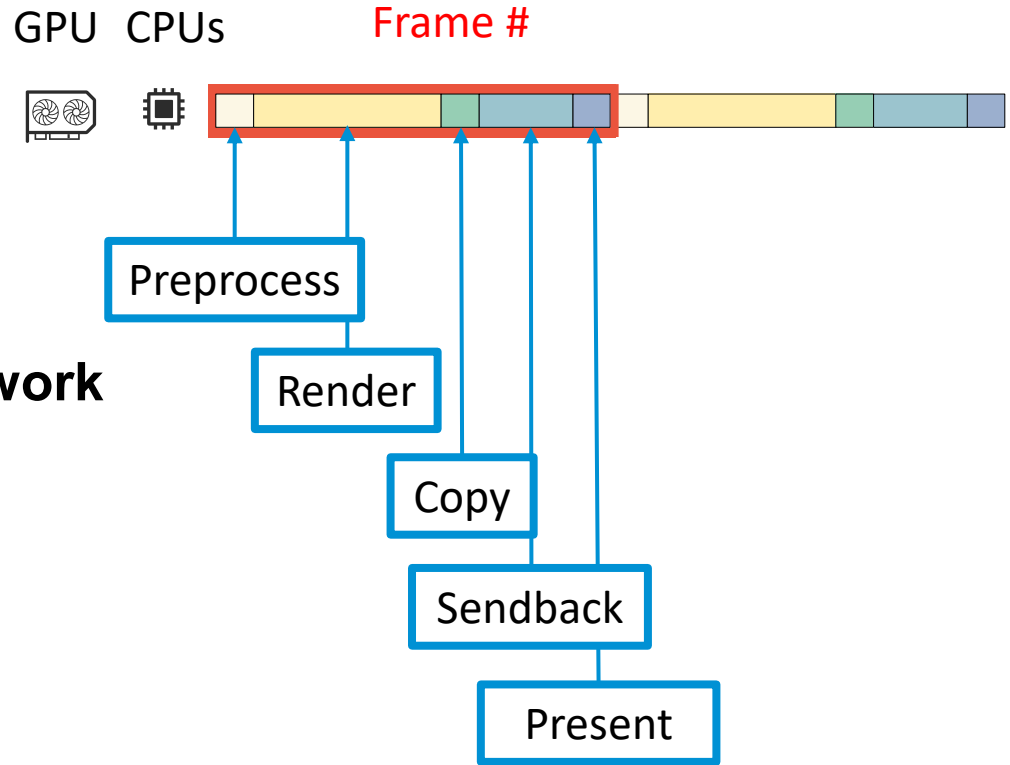 GPU CPUs Frame #
Preprocess
work
Render
Copy
Sendback
Present